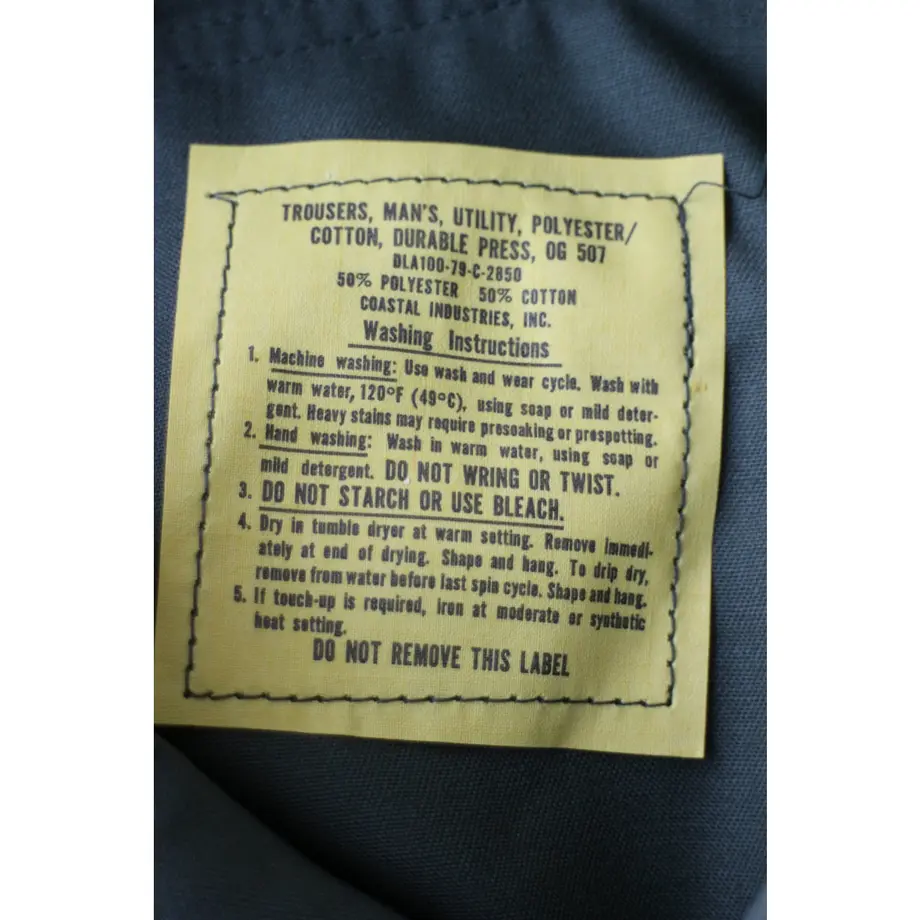 TROUSERS, MAN'S, UTILITY, POLYESTER/
COTTON, DURABLE PRESS, OG 507
DLA100-79-C-2850
50% POLYESTER 50% COTTON
COASTAL INDUSTRIES, INC.
Washing Instructions
1. Machine washing: Use wash and wear cycle. Wash with
warm water, 120°F (49°C), using soap or mild deter-
gent. Heavy stains may require presoaking or prespotting.
2. Hand washing: Wash in warm water, using soap or
mild detergent. DO NOT WRING OR TWIST.
3. DO NOT STARCH OR USE BLEACH.
4. Dry in tumble dryer at warm setting. Remove immedi-
ately at end of drying. Shape and hang. To drip dry,
remove from water before last spin cycle. Shape and hang.
5. If touch-up is required, iron at moderate or synthetic
heat setting.
DO NOT REMOVE THIS LABEL